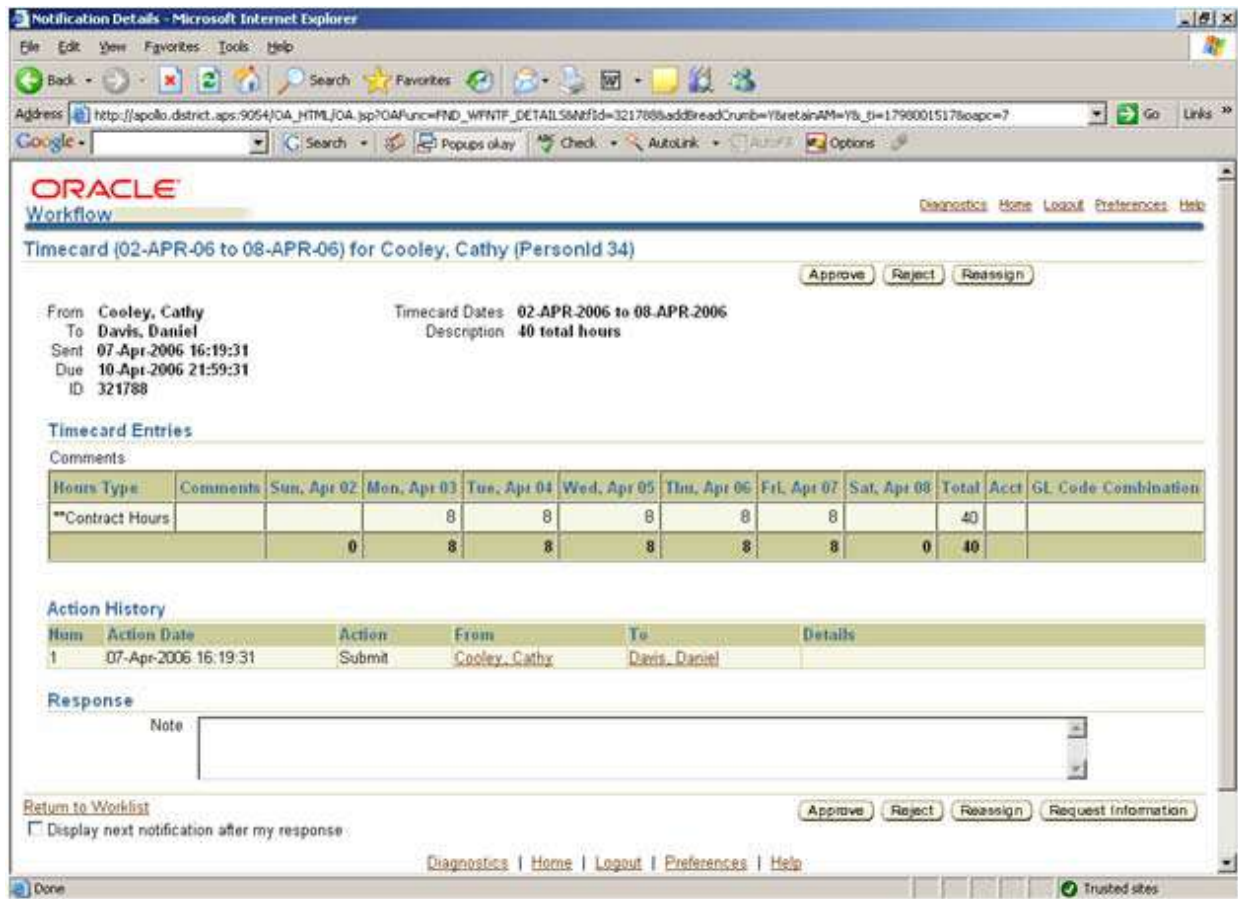 Notification Details - Microsoft Internet Explorer
File Edit View Favorites Tools Help
Back Search Favorites
Address http://apollo.district.aps:9054/OA_HTML/OA.jsp?OAFunc=FND_WFNTF_DETAILS&NtfId=321788&addBreadCrumb=Y&retainAM=Y&_ti=179800151&oapc=7 Go Links »
Google Search Popups okay Check AutoLink AutoFill Options
ORACLE
Workflow
Diagnostics Home Logout Preferences Help
Timecard (02-APR-06 to 08-APR-06) for Cooley, Cathy (PersonId 34)
Approve Reject Reassign
From Cooley, Cathy Timecard Dates 02-APR-2006 to 08-APR-2006
To Davis, Daniel Description 40 total hours
Sent 07-Apr-2006 16:19:31
Due 10-Apr-2006 21:59:31
ID 321788
Timecard Entries
Comments
Hours Type Comments Sun, Apr 02 Mon, Apr 03 Tue, Apr 04 Wed, Apr 05 Thu, Apr 06 Fri, Apr 07 Sat, Apr 08 Total Acct GL Code Combination
**Contract Hours 8 8 8 8 8 40
0 8 8 8 8 8 0 40
Action History
Num Action Date Action From To Details
1 07-Apr-2006 16:19:31 Submit Cooley, Cathy Davis, Daniel
Response
Note
Return to Worklist Approve Reject Reassign Request Information
Display next notification after my response
Diagnostics | Home | Logout | Preferences | Help
Done Trusted sites